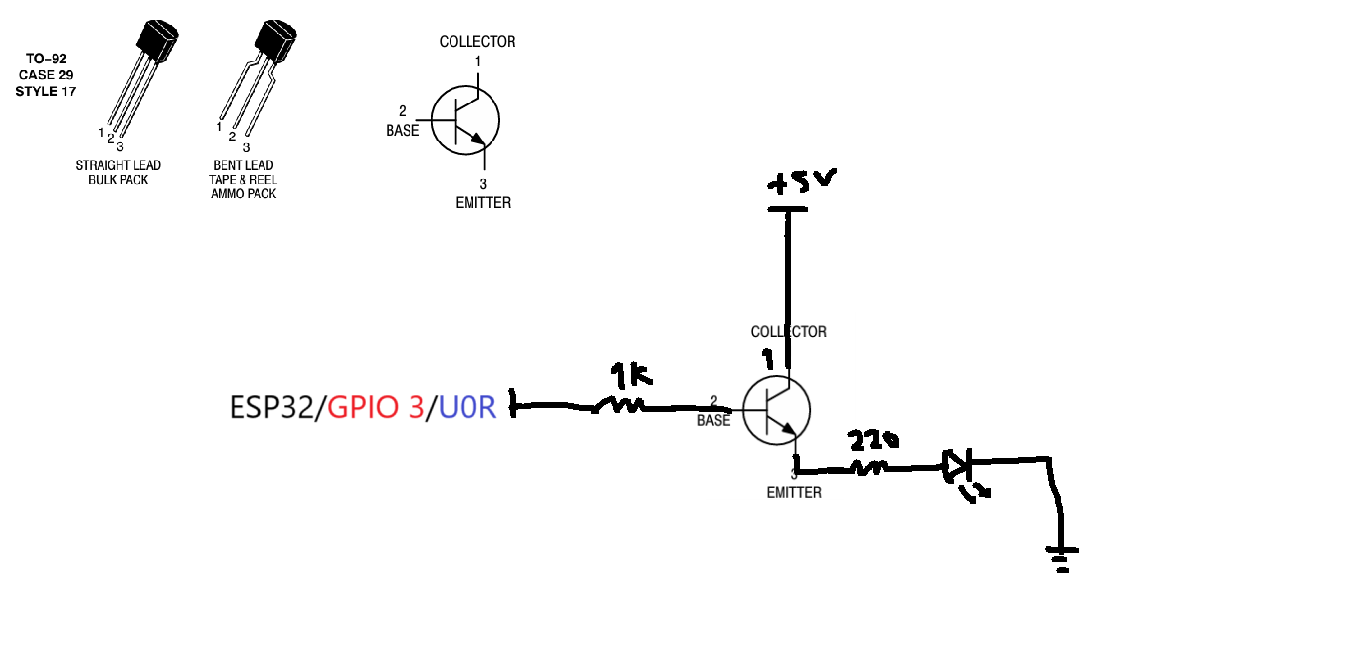 TO-92
CASE 29
STYLE 17
1
2
3
STRAIGHT LEAD
BULK PACK
1
2
3
BENT LEAD
TAPE & REEL
AMMO PACK
COLLECTOR
1
2
BASE
3
EMITTER
+5V
COLLECTOR
1
1K
ESP32/GPIO 3/U0R
2
BASE
220
3
EMITTER